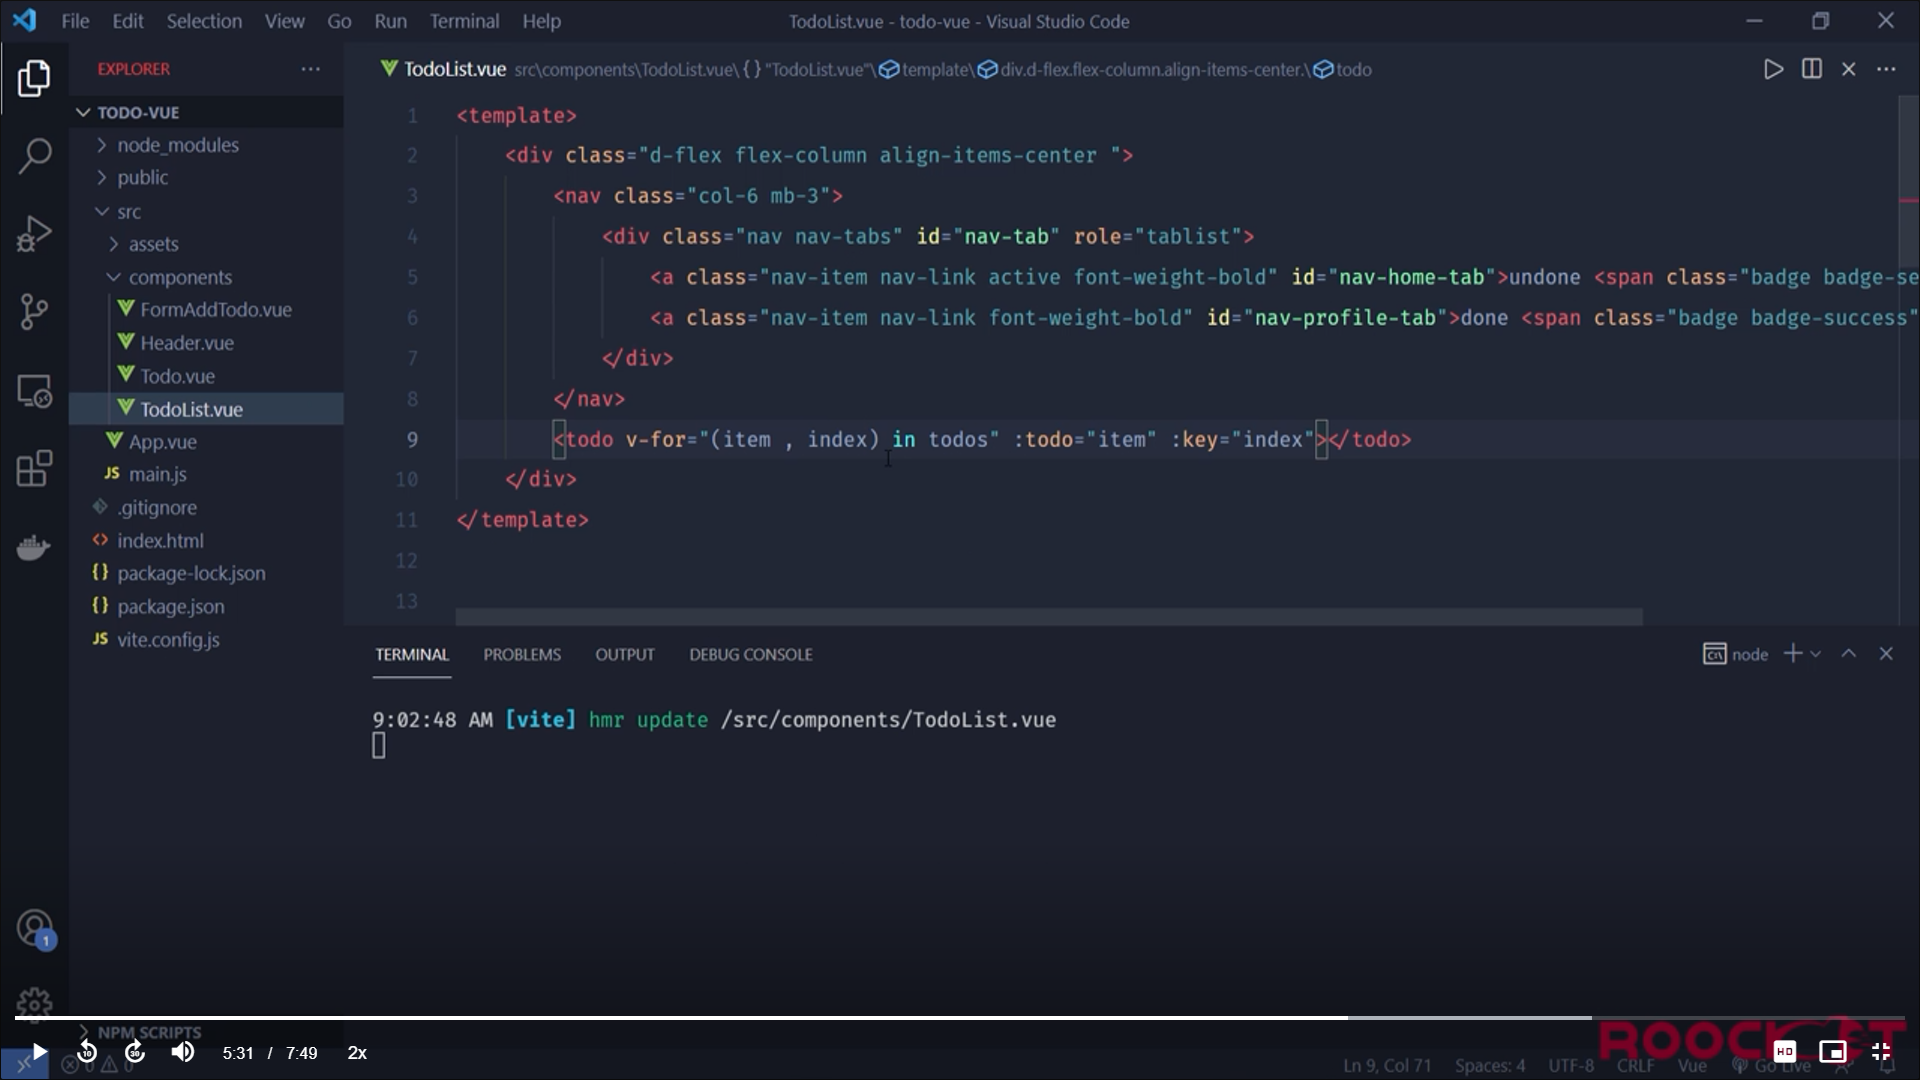 File Edit Selection View Go Run Terminal Help
TodoList.vue - todo-vue - Visual Studio Code
EXPLORER
TODO-VUE
node_modules
public
src
assets
components
FormAddTodo.vue
Header.vue
Todo.vue
TodoList.vue
App.vue
JS main.js
.gitignore
<> index.html
{} package-lock.json
{} package.json
JS vite.config.js
NPM SCRIPTS
TodoList.vue src\components\TodoList.vue\{}"TodoList.vue"\template\div.d-flex.flex-column.align-items-center.\todo
1 <template>
2 <div class="d-flex flex-column align-items-center ">
3 <nav class="col-6 mb-3">
4 <div class="nav nav-tabs" id="nav-tab" role="tablist">
5 <a class="nav-item nav-link active font-weight-bold" id="nav-home-tab">undone <span class="badge badge-se
6 <a class="nav-item nav-link font-weight-bold" id="nav-profile-tab">done <span class="badge badge-success"
7 </div>
8 </nav>
9 <todo v-for="(item , index) in todos" :todo="item" :key="index"></todo>
10 </div>
11 </template>
12
13
TERMINAL PROBLEMS OUTPUT DEBUG CONSOLE
node
9:02:48 AM [vite] hmr update /src/components/TodoList.vue
1
10 30 5:31 / 7:49 2x
0 0
Ln 9, Col 71 Spaces: 4 UTF-8 CRLF Vue Go Live
HD